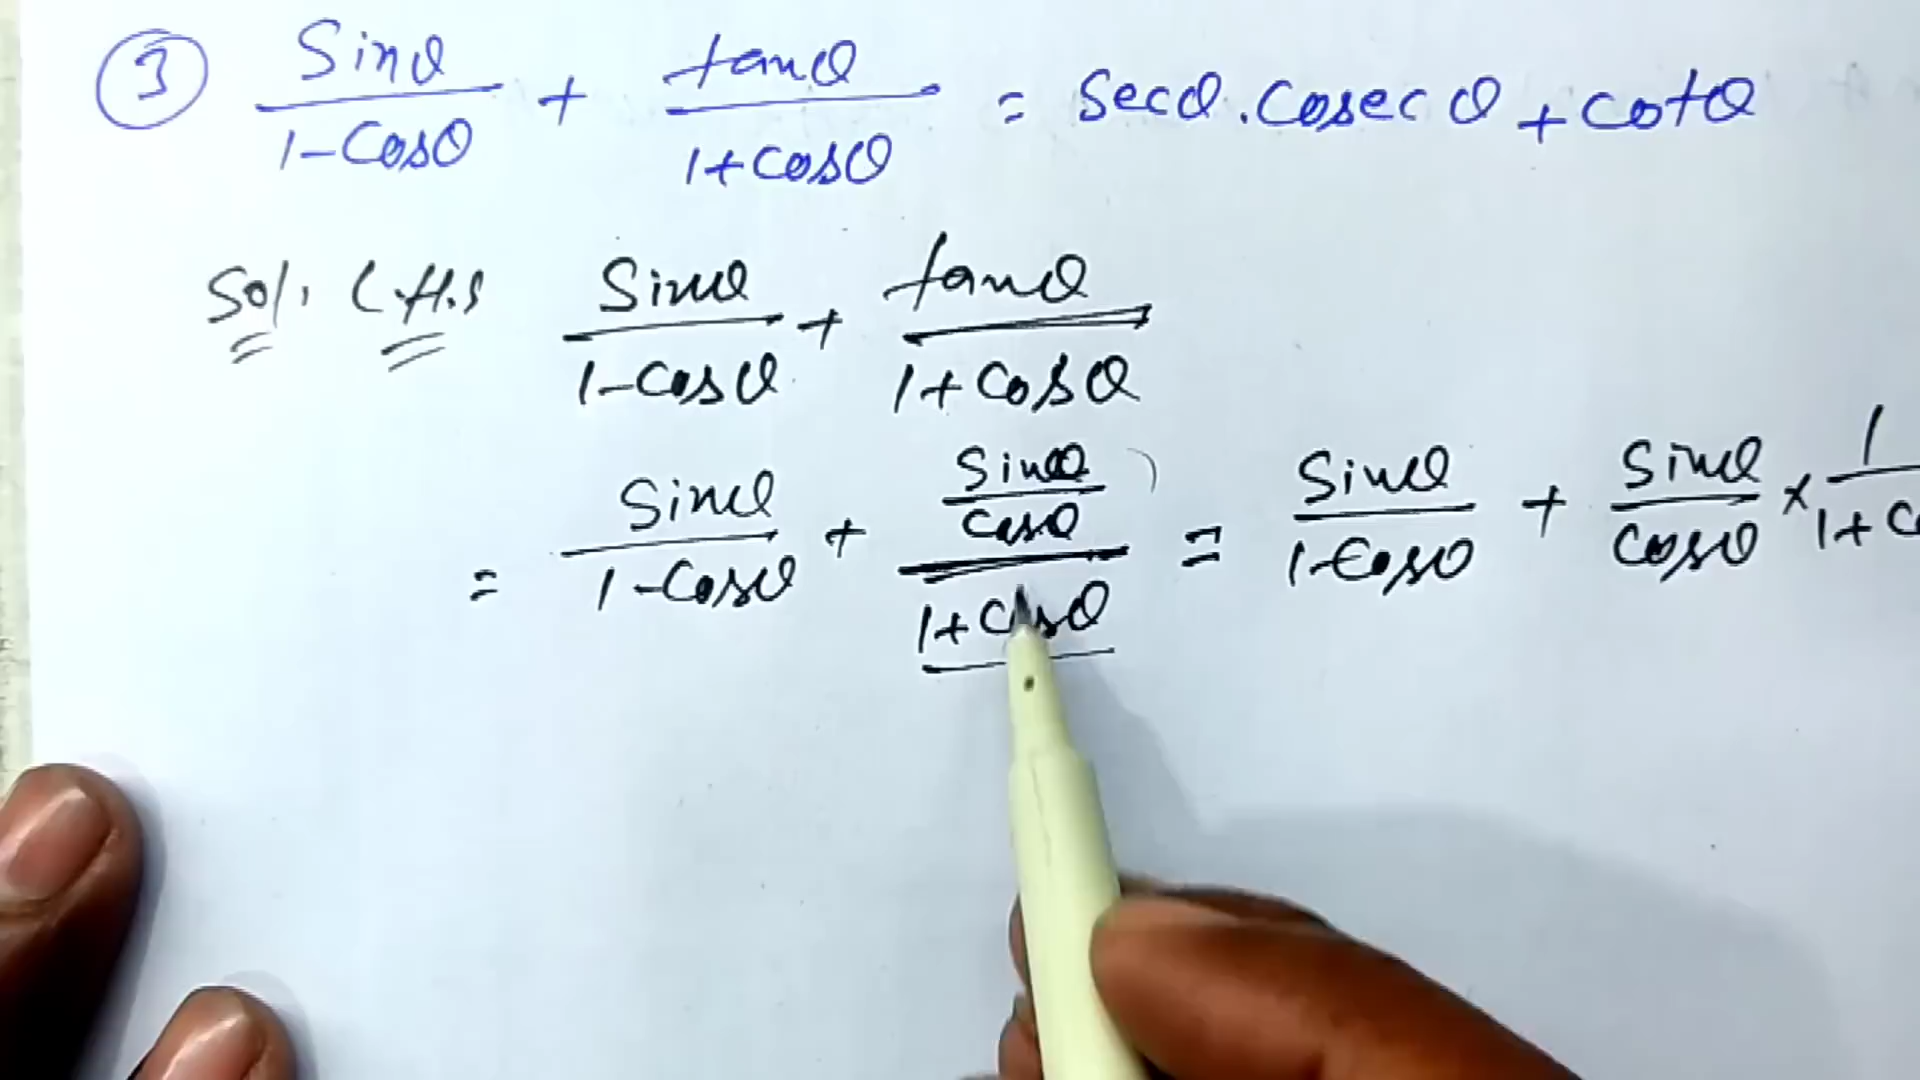 ③ Sinθ/1-Cosθ + tanθ/1+Cosθ = Secθ.Cosecθ + Cotθ
Sol. L.H.S Sinθ/1-Cosθ + tanθ/1+Cosθ
= Sinθ/1-Cosθ + Sinθ/Cosθ/1+Cosθ = Sinθ/1-Cosθ + Sinθ/Cosθ × 1/1+Co